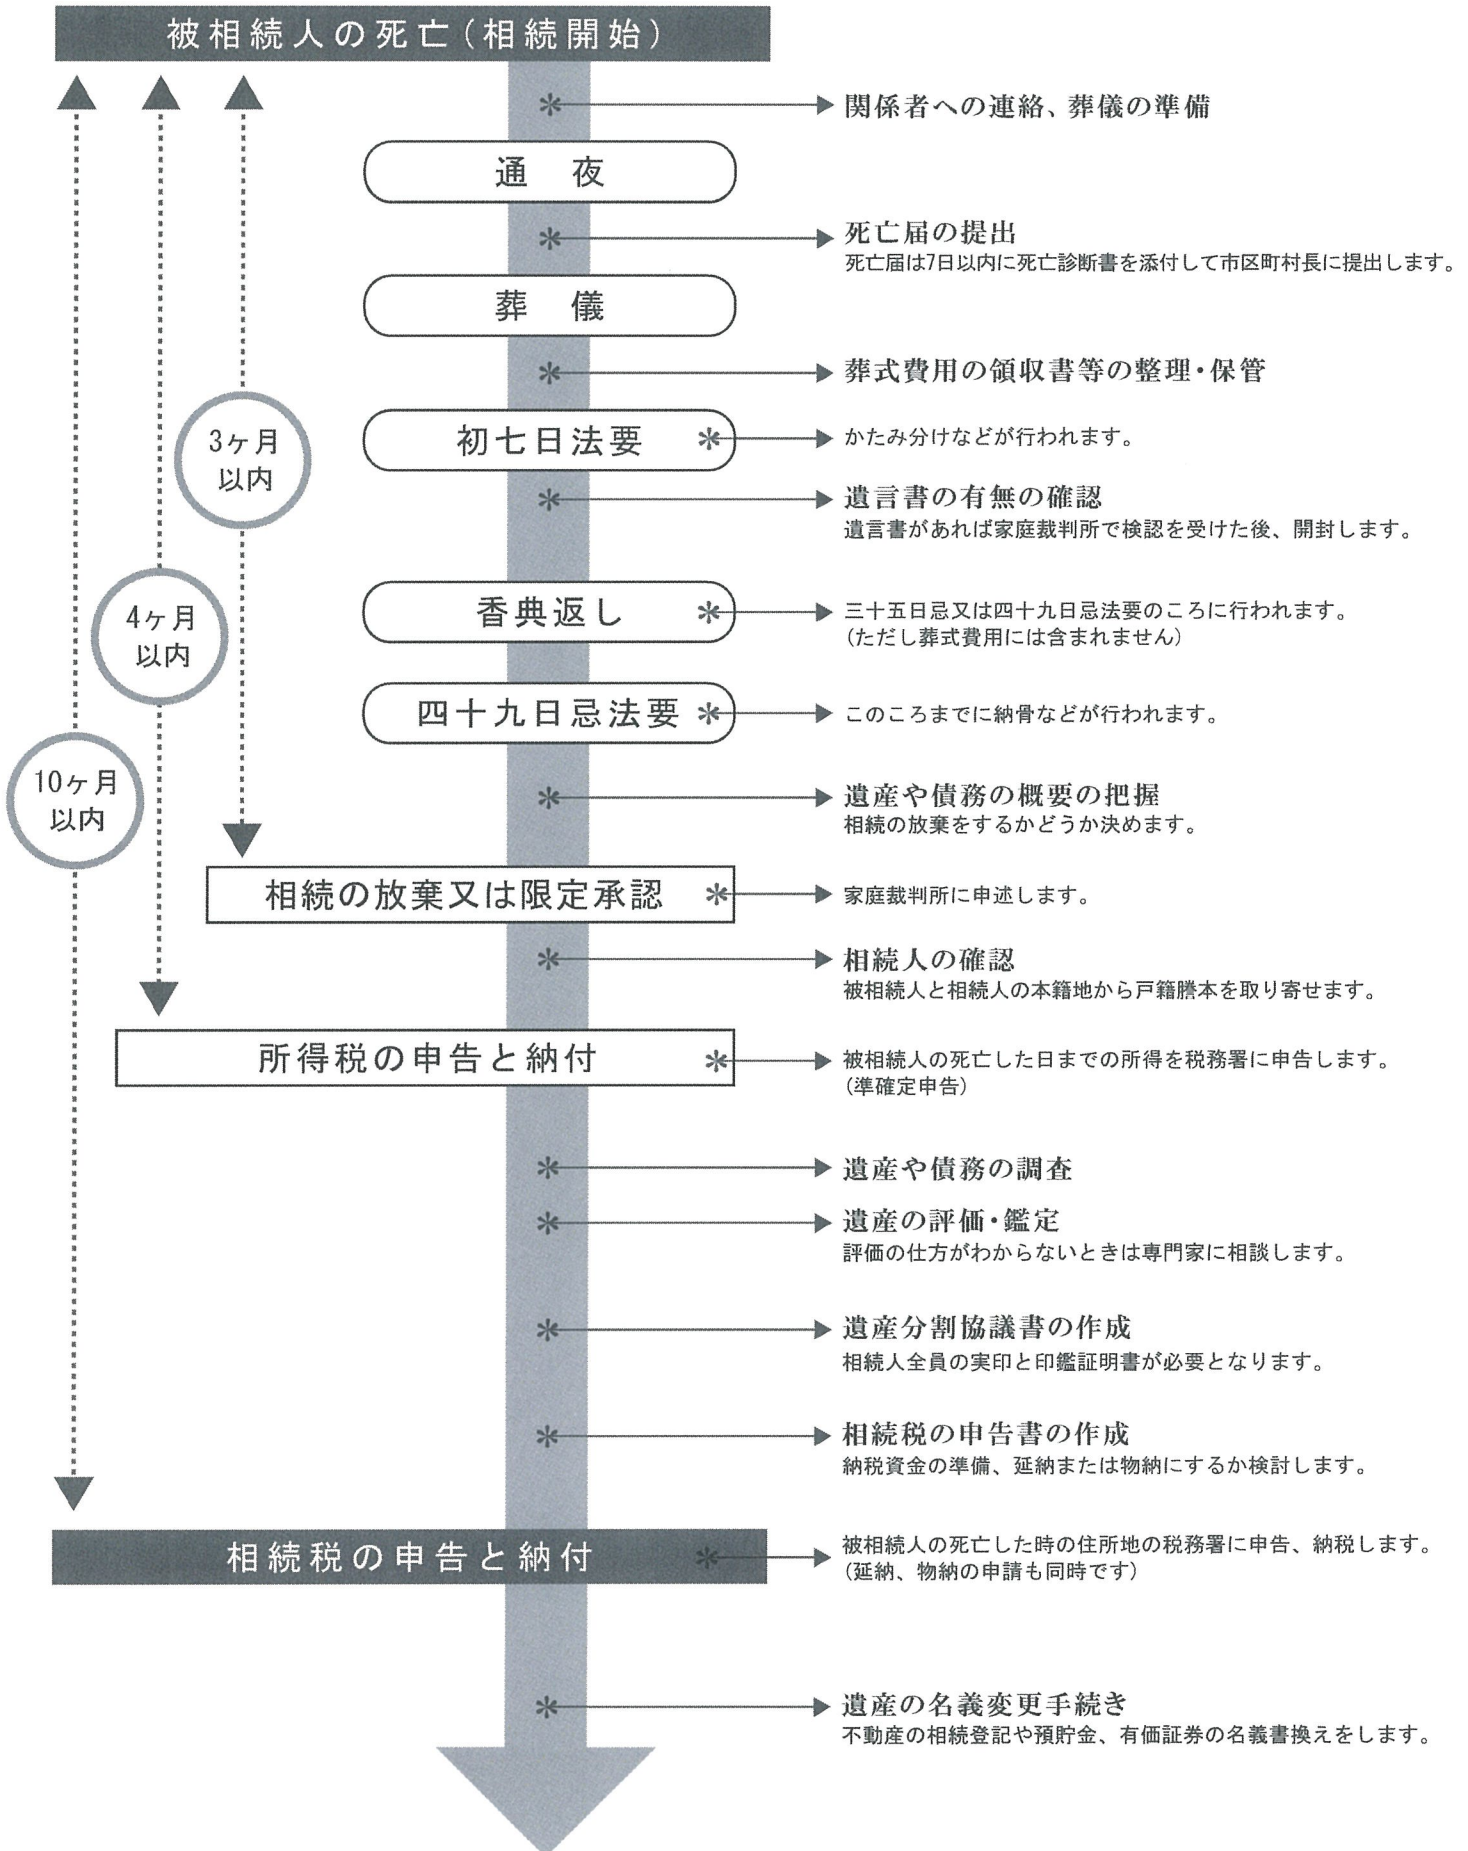 被相続人の死亡(相続開始)
＊
関係者への連絡、葬儀の準備
通　夜
＊
死亡届の提出
死亡届は7日以内に死亡診断書を添付して市区町村長に提出します。
葬　儀
＊
葬式費用の領収書等の整理・保管
3ヶ月
以内
初七日法要 ＊
かたみ分けなどが行われます。
＊
遺言書の有無の確認
遺言書があれば家庭裁判所で検認を受けた後、開封します。
4ヶ月
以内
香典返し ＊
三十五日忌又は四十九日忌法要のころに行われます。
(ただし葬式費用には含まれません)
四十九日忌法要 ＊
このころまでに納骨などが行われます。
10ヶ月
以内
＊
遺産や債務の概要の把握
相続の放棄をするかどうか決めます。
相続の放棄又は限定承認 ＊
家庭裁判所に申述します。
＊
相続人の確認
被相続人と相続人の本籍地から戸籍謄本を取り寄せます。
所得税の申告と納付 ＊
被相続人の死亡した日までの所得を税務署に申告します。
(準確定申告)
＊
遺産や債務の調査
＊
遺産の評価・鑑定
評価の仕方がわからないときは専門家に相談します。
＊
遺産分割協議書の作成
相続人全員の実印と印鑑証明書が必要となります。
＊
相続税の申告書の作成
納税資金の準備、延納または物納にするか検討します。
相続税の申告と納付 ＊
被相続人の死亡した時の住所地の税務署に申告、納税します。
(延納、物納の申請も同時です)
＊
遺産の名義変更手続き
不動産の相続登記や預貯金、有価証券の名義書換えをします。